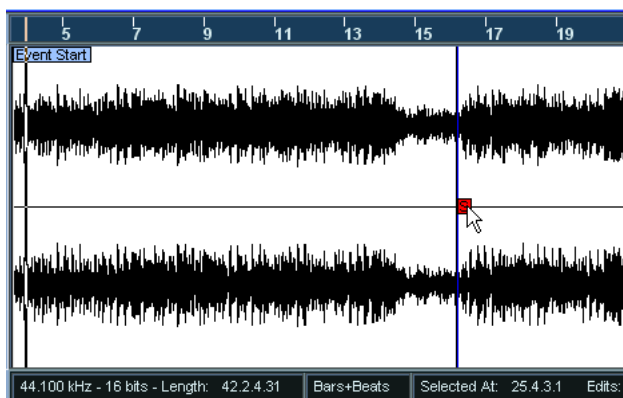 5 7 9 11 13 15 17 19
Event Start
S
44.100 kHz - 16 bits - Length: 42.2.4.31 Bars+Beats Selected At: 25.4.3.1 Edits: